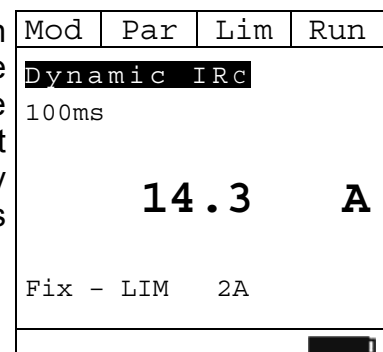 Mod Par Lim Run
Dynamic IRc
100ms
14.3 A
Fix – LIM 2A